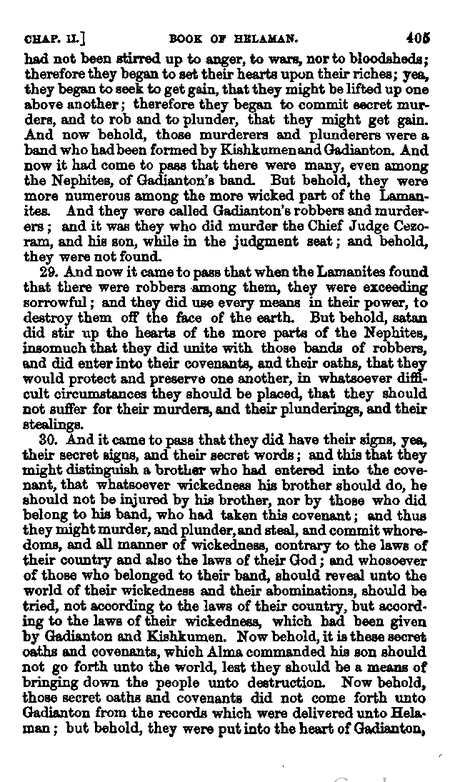 CHAP. II.] BOOK OF HELAMAN. 405
had not been stirred up to anger, to wars, nor to bloodsheds;
therefore they began to set their hearts upon their riches; yea,
they began to seek to get gain, that they might be lifted up one
above another; therefore they began to commit secret mur-
ders, and to rob and to plunder, that they might get gain.
And now behold, those murderers and plunderers were a
band who had been formed by Kishkumen and Gadianton. And
now it had come to pass that there were many, even among
the Nephites, of Gadianton's band. But behold, they were
more numerous among the more wicked part of the Laman-
ites. And they were called Gadianton's robbers and murder-
ers; and it was they who did murder the Chief Judge Cezo-
ram, and his son, while in the judgment seat; and behold,
they were not found.
29. And now it came to pass that when the Lamanites found
that there were robbers among them, they were exceeding
sorrowful; and they did use every means in their power, to
destroy them off the face of the earth. But behold, satan
did stir up the hearts of the more parts of the Nephites,
insomuch that they did unite with those bands of robbers,
and did enter into their covenants, and their oaths, that they
would protect and preserve one another, in whatsoever diffi-
cult circumstances they should be placed, that they should
not suffer for their murders, and their plunderings, and their
stealings.
30. And it came to pass that they did have their signs, yea,
their secret signs, and their secret words; and this that they
might distinguish a brother who had entered into the cove-
nant, that whatsoever wickedness his brother should do, he
should not be injured by his brother, nor by those who did
belong to his band, who had taken this covenant; and thus
they might murder, and plunder, and steal, and commit whore-
doms, and all manner of wickedness, contrary to the laws of
their country and also the laws of their God; and whosoever
of those who belonged to their band, should reveal unto the
world of their wickedness and their abominations, should be
tried, not according to the laws of their country, but accord-
ing to the laws of their wickedness, which had been given
by Gadianton and Kishkumen. Now behold, it is these secret
oaths and covenants, which Alma commanded his son should
not go forth unto the world, lest they should be a means of
bringing down the people unto destruction. Now behold,
those secret oaths and covenants did not come forth unto
Gadianton from the records which were delivered unto Hela-
man; but behold, they were put into the heart of Gadianton,